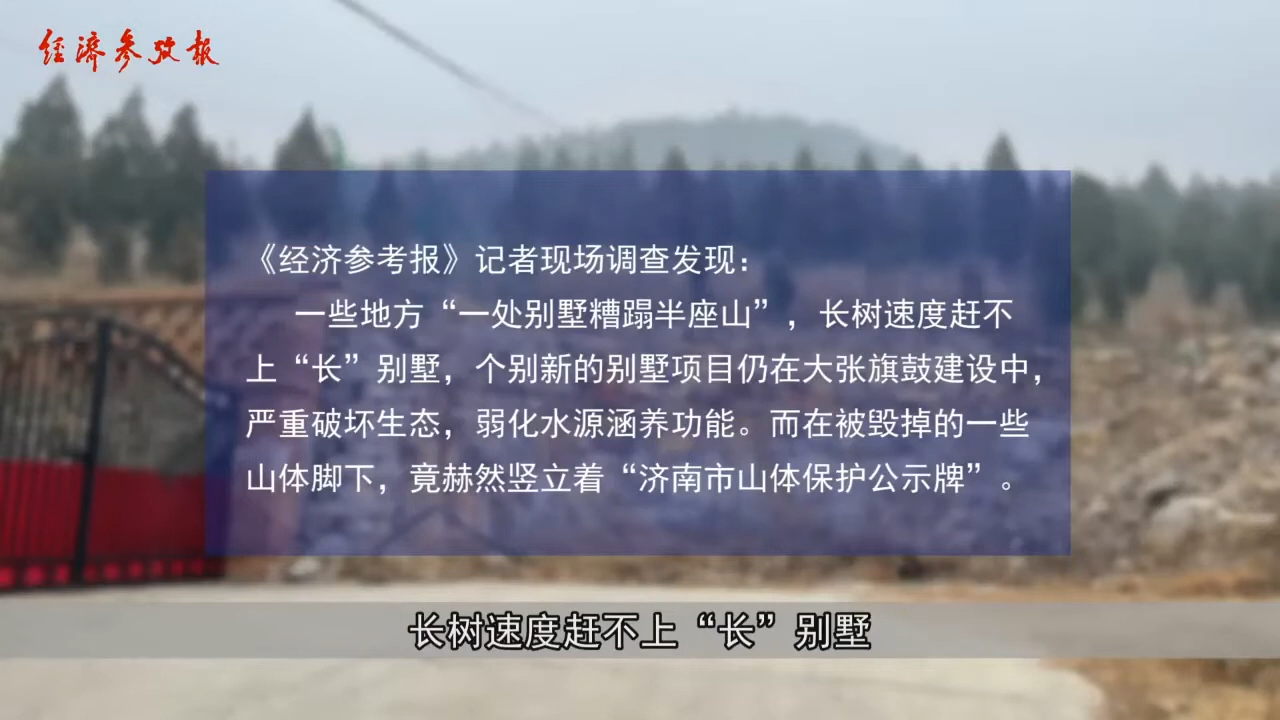 经济参考报
《经济参考报》记者现场调查发现：
一些地方“一处别墅糟蹋半座山”，长树速度赶不
上“长”别墅，个别新的别墅项目仍在大张旗鼓建设中，
严重破坏生态，弱化水源涵养功能。而在被毁掉的一些
山体脚下，竟赫然竖立着“济南市山体保护公示牌”。
长树速度赶不上“长”别墅